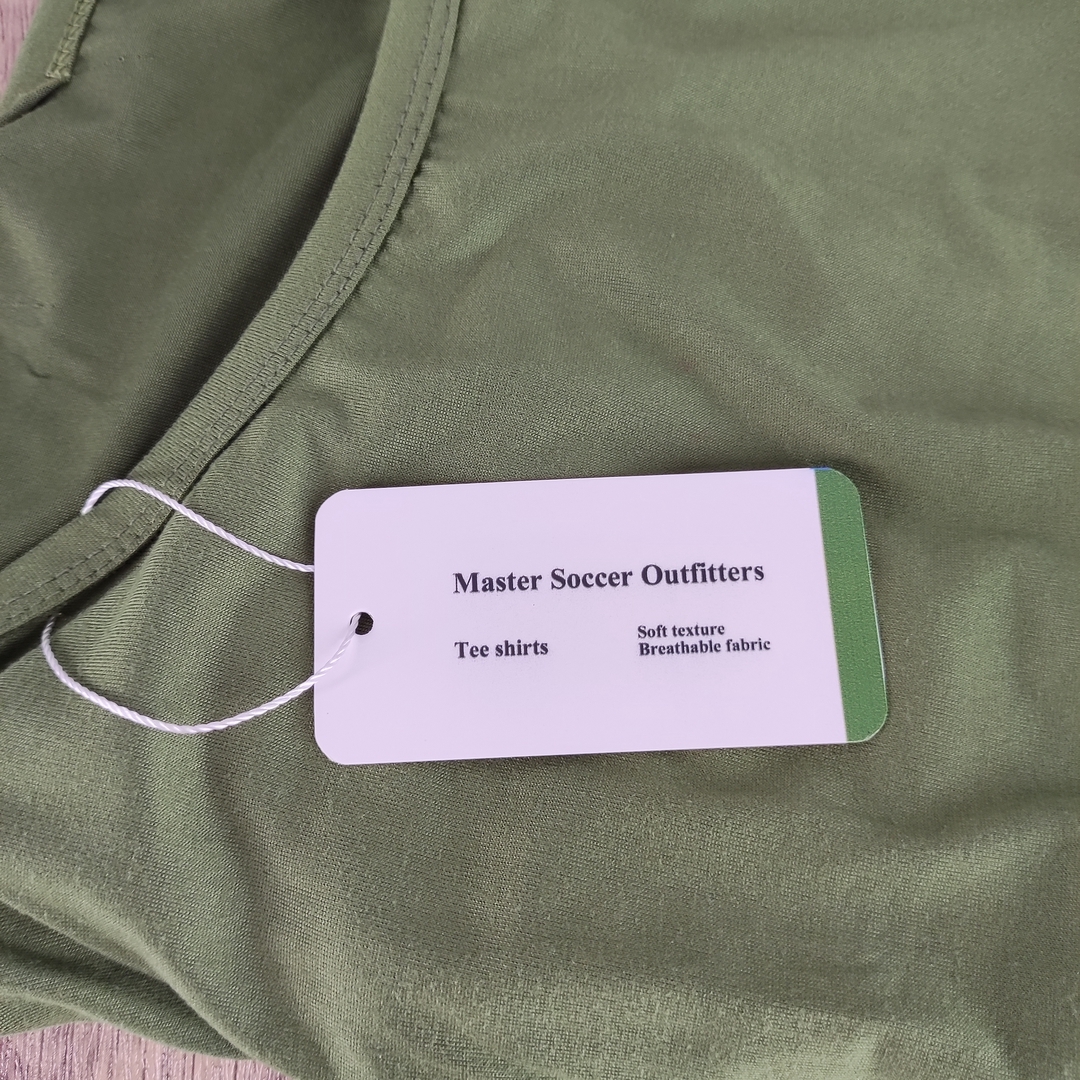 Master Soccer Outfitters
Tee shirts
Soft texture
Breathable fabric